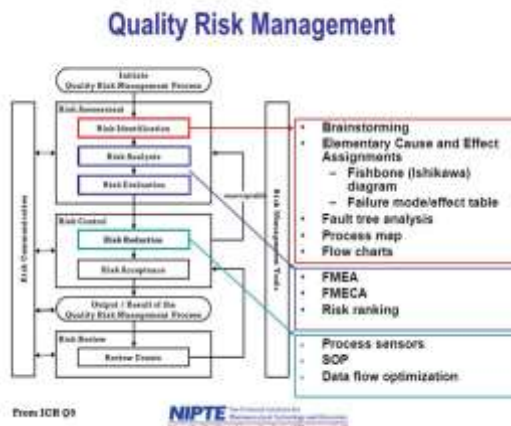 Quality Risk Management
Initiate
Quality Risk Management Process
Risk Assessment
Risk Identification
Risk Analysis
Risk Evaluation
unacceptable
Risk Control
Risk Reduction
Risk Acceptance
Output / Result of the
Quality Risk Management Process
Risk Review
Review Events
Risk Communication
Risk Management Tools
• Brainstorming
• Elementary Cause and Effect
Assignments
– Fishbone (Ishikawa)
diagram
– Failure mode/effect table
• Fault tree analysis
• Process map
• Flow charts
• FMEA
• FMECA
• Risk ranking
Process sensors
SOP
Data flow optimization
From ICH Q9
NIPTE